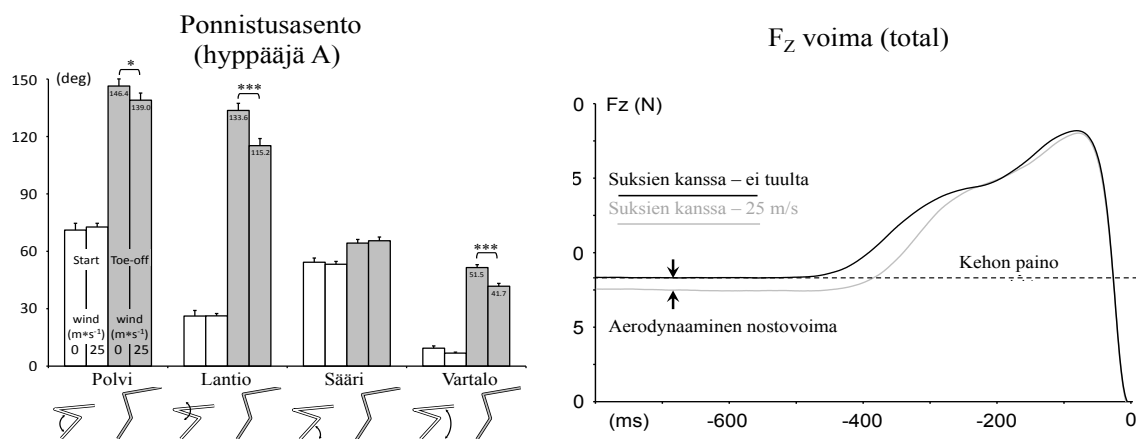 Ponnistusasento
(hyppääjä A)
(deg)
150
120
90
60
30
0
*
***
***
146.4
139.0
133.6
115.2
51.5
41.7
Start
Toe-off
wind
(m*s-1)
0 25
wind
(m*s-1)
0 25
Polvi
Lantio
Sääri
Vartalo
FZ voima (total)
Fz (N)
0
5
0
5
0
Suksien kanssa – ei tuulta
Suksien kanssa – 25 m/s
Kehon paino
Aerodynaaminen nostovoima
(ms)
-600
-400
-200
0